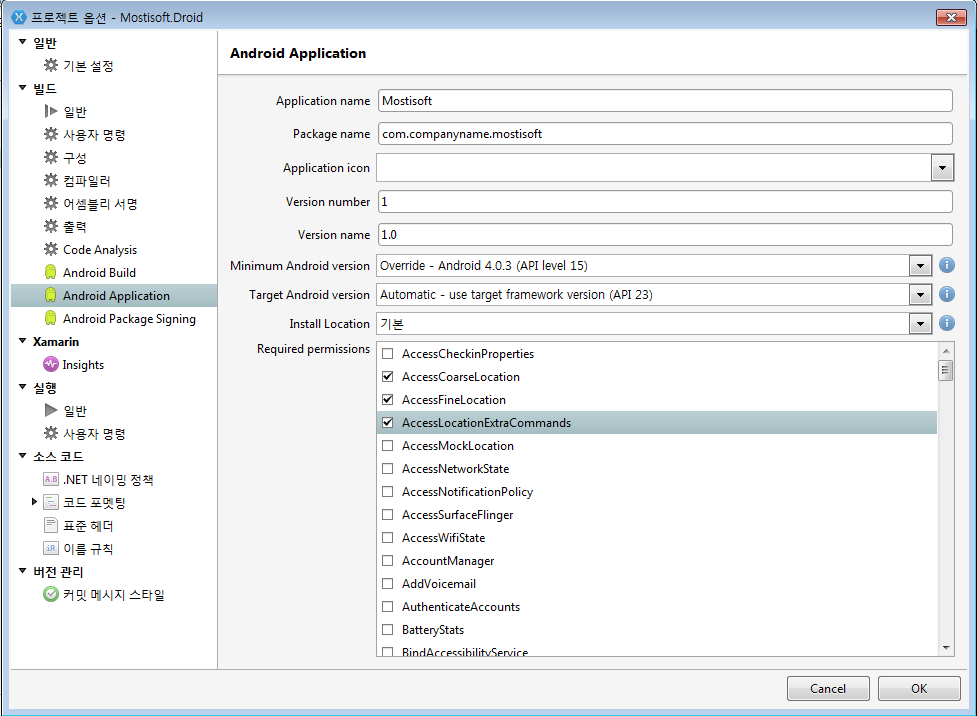 프로젝트 옵션 - Mostisoft.Droid
일반
기본 설정
빌드
일반
사용자 명령
구성
컴파일러
어셈블리 서명
출력
Code Analysis
Android Build
Android Application
Android Package Signing
Xamarin
Insights
실행
일반
사용자 명령
소스 코드
A.B .NET 네이밍 정책
코드 포멧팅
표준 헤더
iR 이름 규칙
버전 관리
커밋 메시지 스타일
Android Application
Application name Mostisoft
Package name com.companyname.mostisoft
Application icon
Version number 1
Version name 1.0
Minimum Android version Override - Android 4.0.3 (API level 15)
Target Android version Automatic - use target framework version (API 23)
Install Location 기본
Required permissions
AccessCheckinProperties
AccessCoarseLocation
AccessFineLocation
AccessLocationExtraCommands
AccessMockLocation
AccessNetworkState
AccessNotificationPolicy
AccessSurfaceFlinger
AccessWifiState
AccountManager
AddVoicemail
AuthenticateAccounts
BatteryStats
BindAccessibilityService
Cancel
OK